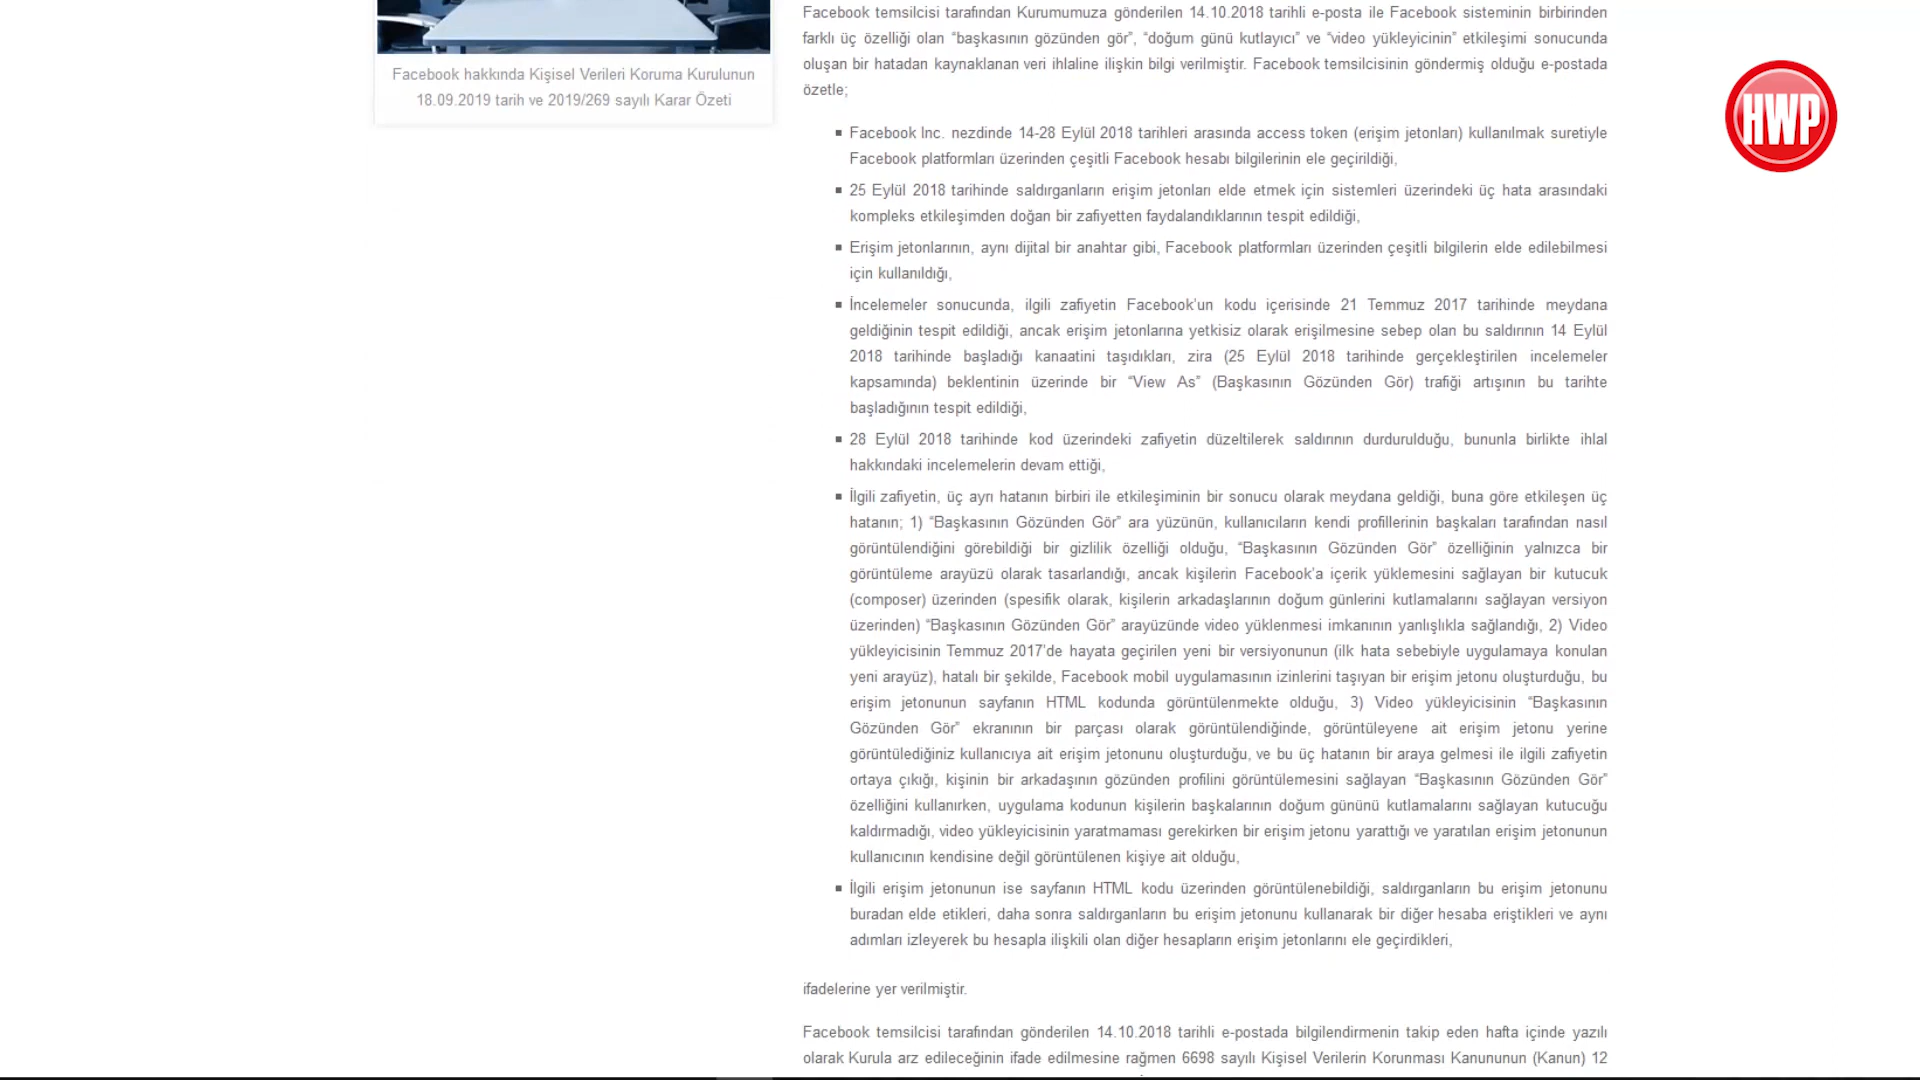 Facebook hakkında Kişisel Verileri Koruma Kurulunun
18.09.2019 tarih ve 2019/269 sayılı Karar Özeti
Facebook temsilcisi tarafından Kurumumuza gönderilen 14.10.2018 tarihli e-posta ile Facebook sisteminin birbirinden
farklı üç özelliği olan “başkasının gözünden gör”, “doğum günü kutlayıcı” ve “video yükleyicinin” etkileşimi sonucunda
oluşan bir hatadan kaynaklanan veri ihlaline ilişkin bilgi verilmiştir. Facebook temsilcisinin göndermiş olduğu e-postada
özetle;
HWP
▪ Facebook Inc. nezdinde 14-28 Eylül 2018 tarihleri arasında access token (erişim jetonları) kullanılmak suretiyle
Facebook platformları üzerinden çeşitli Facebook hesabı bilgilerinin ele geçirildiği,
▪ 25 Eylül 2018 tarihinde saldırganların erişim jetonları elde etmek için sistemleri üzerindeki üç hata arasındaki
kompleks etkileşimden doğan bir zafiyetten faydalandıklarının tespit edildiği,
▪ Erişim jetonlarının, aynı dijital bir anahtar gibi, Facebook platformları üzerinden çeşitli bilgilerin elde edilebilmesi
için kullanıldığı,
▪ İncelemeler sonucunda, ilgili zafiyetin Facebook’un kodu içerisinde 21 Temmuz 2017 tarihinde meydana
geldiğinin tespit edildiği, ancak erişim jetonlarına yetkisiz olarak erişilmesine sebep olan bu saldırının 14 Eylül
2018 tarihinde başladığı kanaatini taşıdıkları, zira (25 Eylül 2018 tarihinde gerçekleştirilen incelemeler
kapsamında) beklentinin üzerinde bir “View As” (Başkasının Gözünden Gör) trafiği artışının bu tarihte
başladığının tespit edildiği,
▪ 28 Eylül 2018 tarihinde kod üzerindeki zafiyetin düzeltilerek saldırının durdurulduğu, bununla birlikte ihlal
hakkındaki incelemelerin devam ettiği,
▪ İlgili zafiyetin, üç ayrı hatanın birbiri ile etkileşiminin bir sonucu olarak meydana geldiği, buna göre etkileşen üç
hatanın; 1) “Başkasının Gözünden Gör” ara yüzünün, kullanıcıların kendi profillerinin başkaları tarafından nasıl
görüntülendiğini görebildiği bir gizlilik özelliği olduğu, “Başkasının Gözünden Gör” özelliğinin yalnızca bir
görüntüleme arayüzü olarak tasarlandığı, ancak kişilerin Facebook’a içerik yüklemesini sağlayan bir kutucuk
(composer) üzerinden (spesifik olarak, kişilerin arkadaşlarının doğum günlerini kutlamalarını sağlayan versiyon
üzerinden) “Başkasının Gözünden Gör” arayüzünde video yüklenmesi imkanının yanlışlıkla sağlandığı, 2) Video
yükleyicisinin Temmuz 2017’de hayata geçirilen yeni bir versiyonunun (ilk hata sebebiyle uygulamaya konulan
yeni arayüz), hatalı bir şekilde, Facebook mobil uygulamasının izinlerini taşıyan bir erişim jetonu oluşturduğu, bu
erişim jetonunun sayfanın HTML kodunda görüntülenmekte olduğu, 3) Video yükleyicisinin “Başkasının
Gözünden Gör” ekranının bir parçası olarak görüntülendiğinde, görüntüleyene ait erişim jetonu yerine
görüntülediğiniz kullanıcıya ait erişim jetonunu oluşturduğu, ve bu üç hatanın bir araya gelmesi ile ilgili zafiyetin
ortaya çıkığı, kişinin bir arkadaşının gözünden profilini görüntülemesini sağlayan “Başkasının Gözünden Gör”
özelliğini kullanırken, uygulama kodunun kişilerin başkalarının doğum gününü kutlamalarını sağlayan kutucuğu
kaldırmadığı, video yükleyicisinin yaratmaması gerekirken bir erişim jetonu yarattığı ve yaratılan erişim jetonunun
kullanıcının kendisine değil görüntülenen kişiye ait olduğu,
▪ İlgili erişim jetonunun ise sayfanın HTML kodu üzerinden görüntülenebildiği, saldırganların bu erişim jetonunu
buradan elde etikleri, daha sonra saldırganların bu erişim jetonunu kullanarak bir diğer hesaba eriştikleri ve aynı
adımları izleyerek bu hesapla ilişkili olan diğer hesapların erişim jetonlarını ele geçirdikleri,
ifadelerine yer verilmiştir.
Facebook temsilcisi tarafından gönderilen 14.10.2018 tarihli e-postada bilgilendirmenin takip eden hafta içinde yazılı
olarak Kurula arz edileceğinin ifade edilmesine rağmen 6698 sayılı Kişisel Verilerin Korunması Kanununun (Kanun) 12